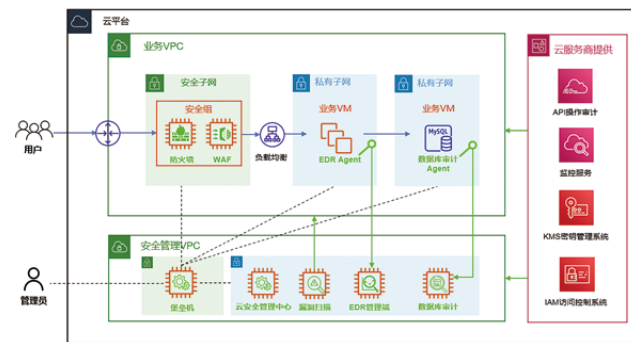 云平台
业务VPC
云服务商提供
安全子网
私有子网
私有子网
安全组
业务VM
业务VM
API操作审计
MySQL
用户
防火墙
WAF
负载均衡
EDR Agent
数据库审计
Agent
监控服务
安全管理VPC
KMS密钥管理系统
管理员
堡垒机
云安全管理中心
漏洞扫描
EDR管理端
数据库审计
IAM访问控制系统